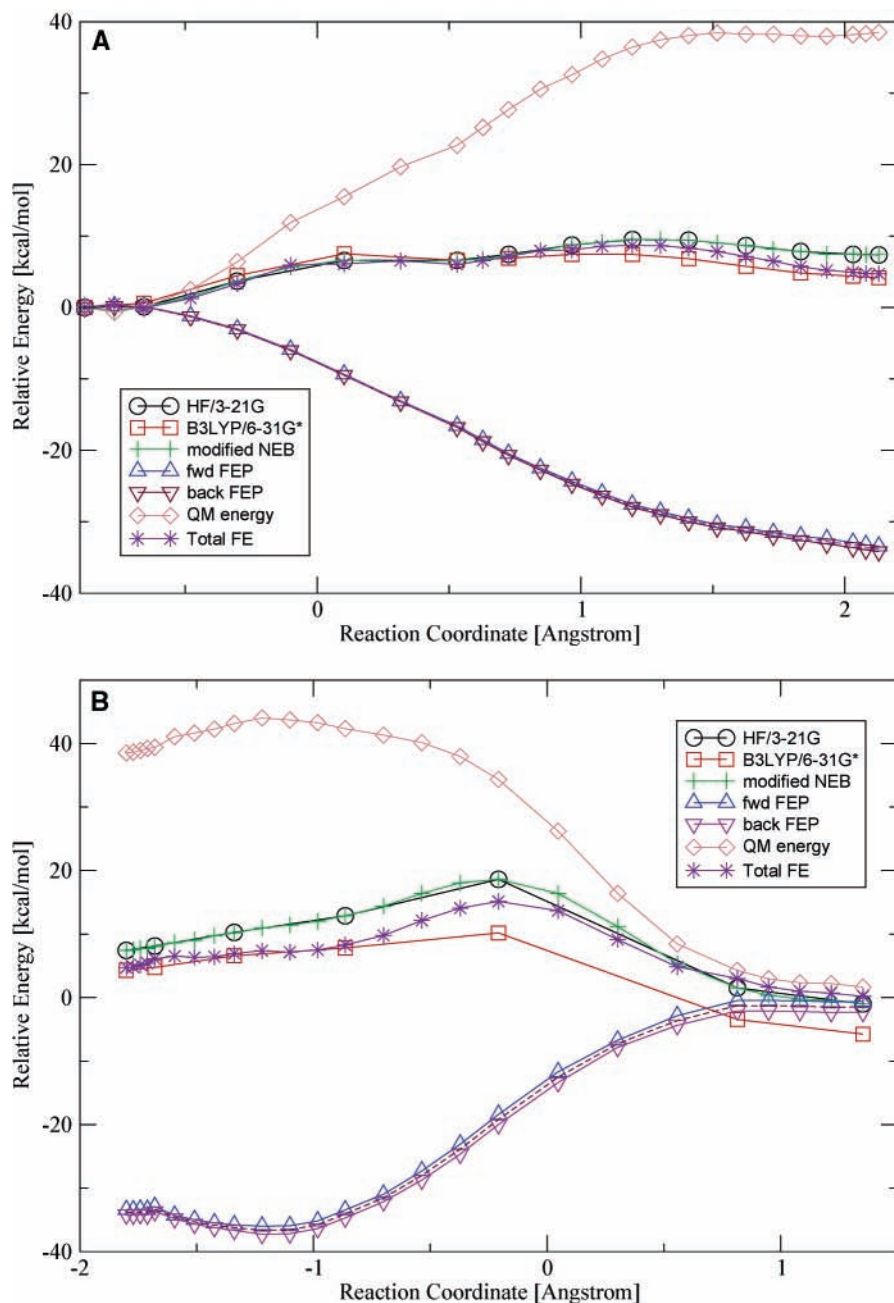 A
40
20
0
-20
-40
Relative Energy [kcal/mol]
HF/3-21G
B3LYP/6-31G*
modified NEB
fwd FEP
back FEP
QM energy
Total FE
0
1
2
Reaction Coordinate [Angstrom]
B
40
20
0
-20
-40
Relative Energy [kcal/mol]
HF/3-21G
B3LYP/6-31G*
modified NEB
fwd FEP
back FEP
QM energy
Total FE
-2
-1
0
1
Reaction Coordinate [Angstrom]